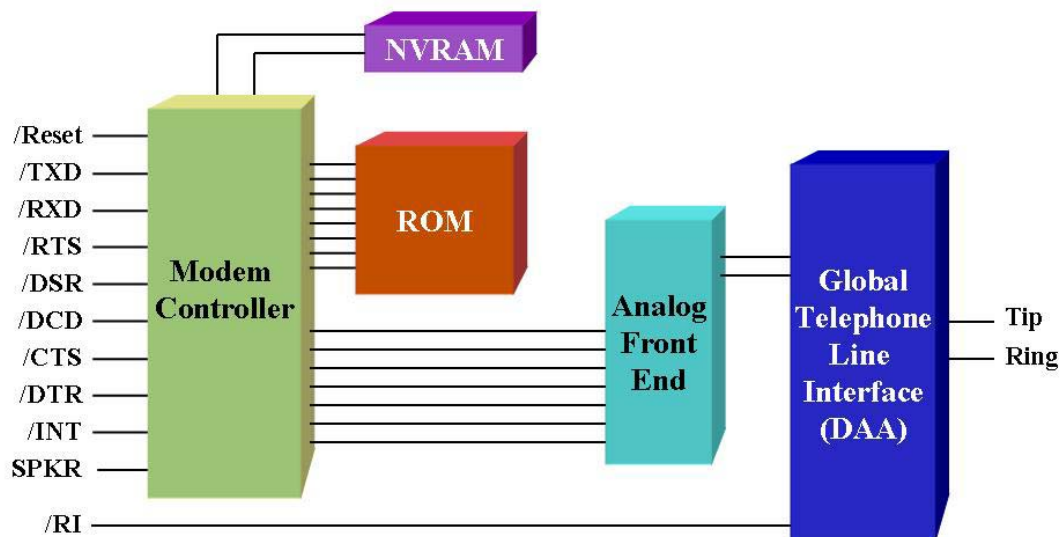 NVRAM
/Reset
/TXD
/RXD
/RTS
/DSR
/DCD
/CTS
/DTR
/INT
SPKR
/RI
Modem
Controller
ROM
Analog
Front
End
Global
Telephone
Line
Interface
(DAA)
Tip
Ring